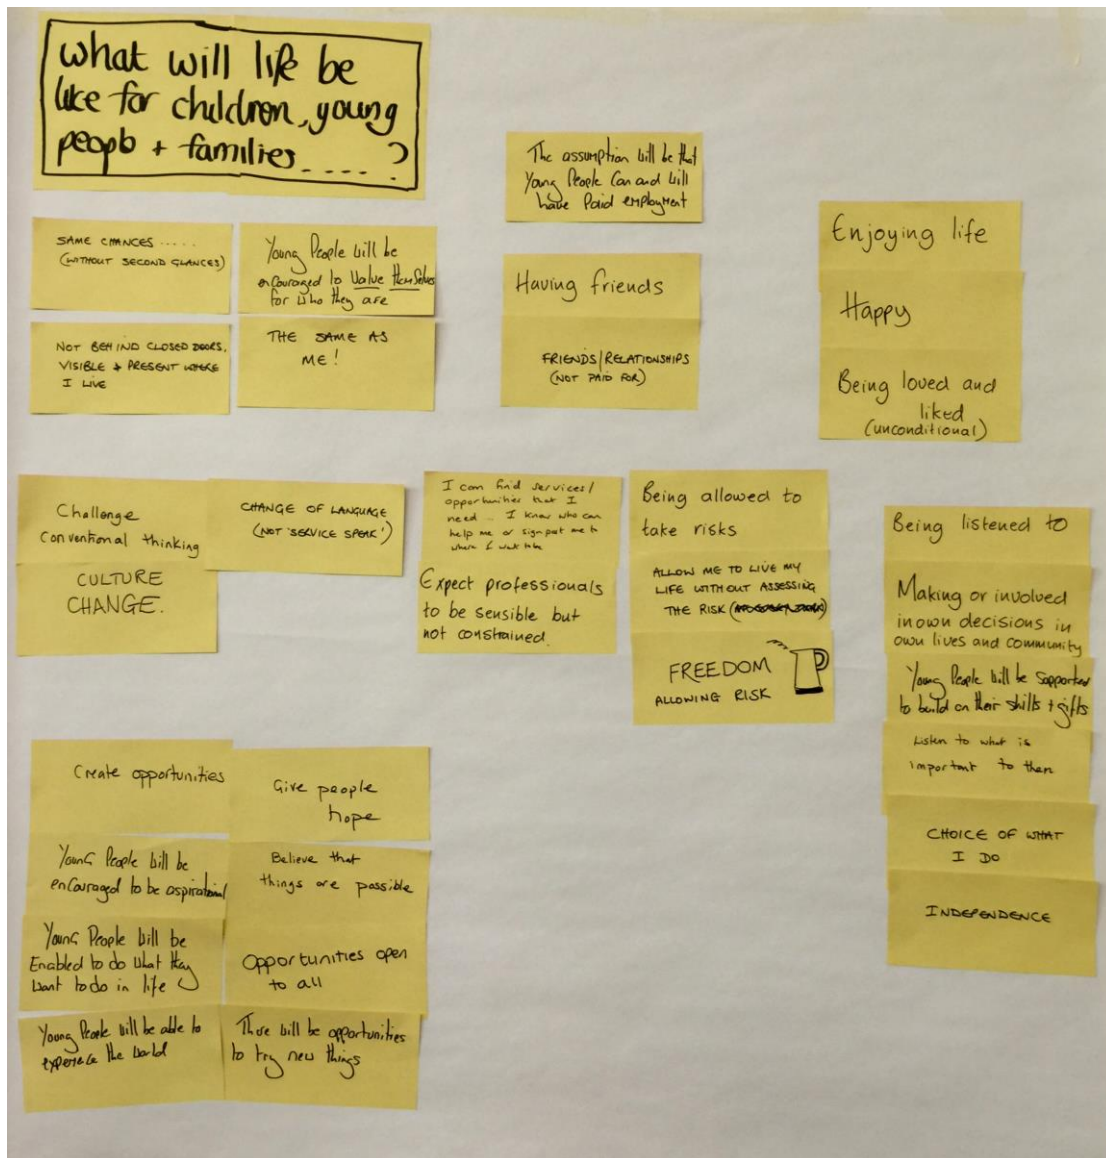 What will life be
like for children, young
people + families ..... ?
The assumption will be that
Young People Can and will
have Paid employment
SAME CHANCES .....
(WITHOUT SECOND GLANCES)
Young People will be
encouraged to Value themselves
for who they are
NOT BEHIND CLOSED DOORS,
VISIBLE + PRESENT WHERE
I LIVE
THE SAME AS
ME!
Having friends
FRIENDS/RELATIONSHIPS
(NOT PAID FOR)
Enjoying life
Happy
Being loved and
liked
(unconditional)
Challenge
conventional thinking
CULTURE
CHANGE.
CHANGE OF LANGUAGE
(NOT 'SERVICE SPEAK')
I can find services/
opportunities that I
need ... I know who can
help me or signpost me to
where I want to be
Expect professionals
to be sensible but
not constrained.
Being allowed to
take risks
ALLOW ME TO LIVE MY
LIFE WITHOUT ASSESSING
THE RISK
FREEDOM
ALLOWING RISK
Being listened to
Making or involved
in own decisions in
own lives and community
Young People will be supported
to build on their skills + gifts
Listen to what is
important to them
CHOICE OF WHAT
I DO
INDEPENDENCE
Create opportunities
Give people
hope
Young People will be
encouraged to be aspirational
Believe that
things are possible
Young People will be
Enabled to do what they
want to do in life
Opportunities open
to all
Young People will be able to
experience the world
There will be opportunities
to try new things